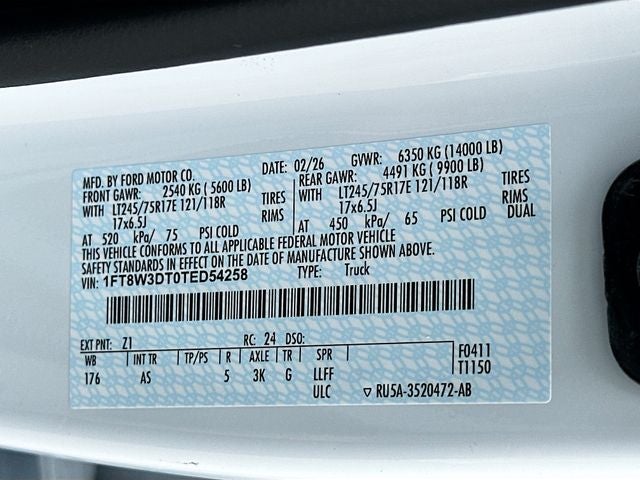 MFD. BY FORD MOTOR CO. 02/26 GVWR: 6350 KG (14000 LB)
FRONT GAWR: 2540 KG ( 5600 LB) REAR GAWR: 4491 KG ( 9900 LB)
WITH LT245/75R17E 121/118R TIRES WITH LT245/75R17E 121/118R TIRES
17x6.5J RIMS 17x6.5J RIMS
AT 520 kPa/ 75 PSI COLD AT 450 kPa/ 65 PSI COLD DUAL
THIS VEHICLE CONFORMS TO ALL APPLICABLE FEDERAL MOTOR VEHICLE
SAFETY STANDARDS IN EFFECT ON THE DATE OF MANUFACTURE SHOWN ABOVE.
VIN: 1FT8W3DT0TED54258 TYPE: Truck
EXT PNT: Z1 RC: 24 DSO:
WB INT TR TP/PS R AXLE TR SPR F0411
176 AS 5 3K G LLFF T1150
ULC RU5A-3520472-AB